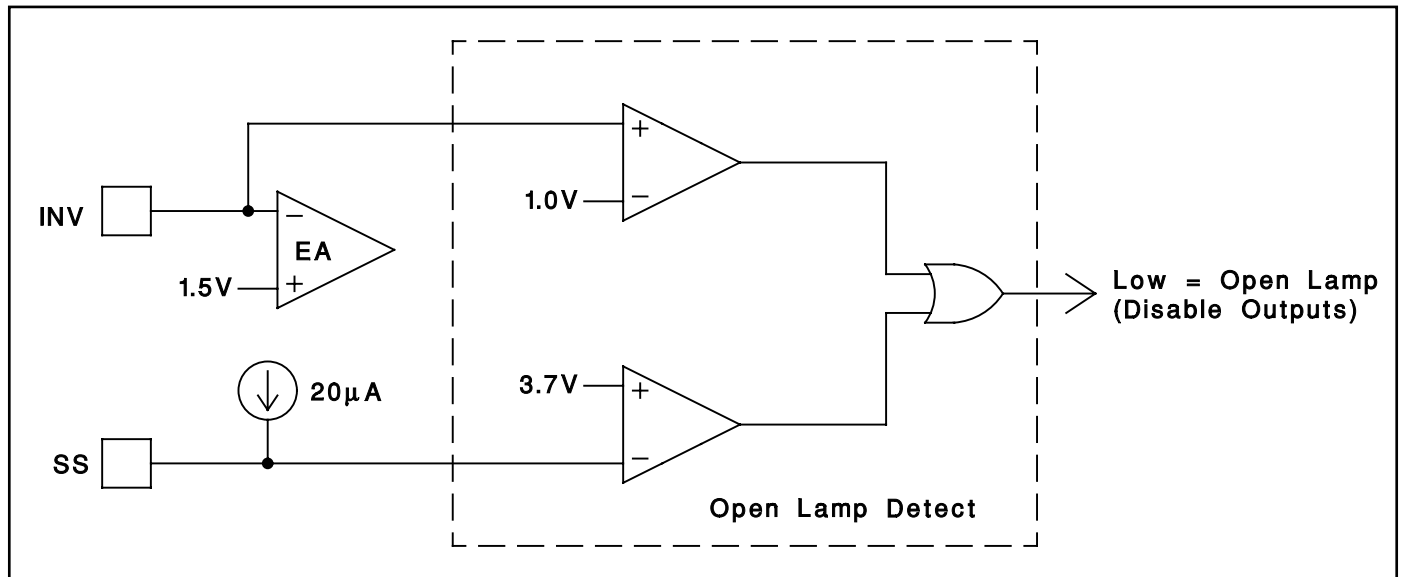 INV
EA
1.5V
1.0V
+
−
−
+
20µA
SS
3.7V
+
−
Low = Open Lamp
(Disable Outputs)
Open Lamp Detect